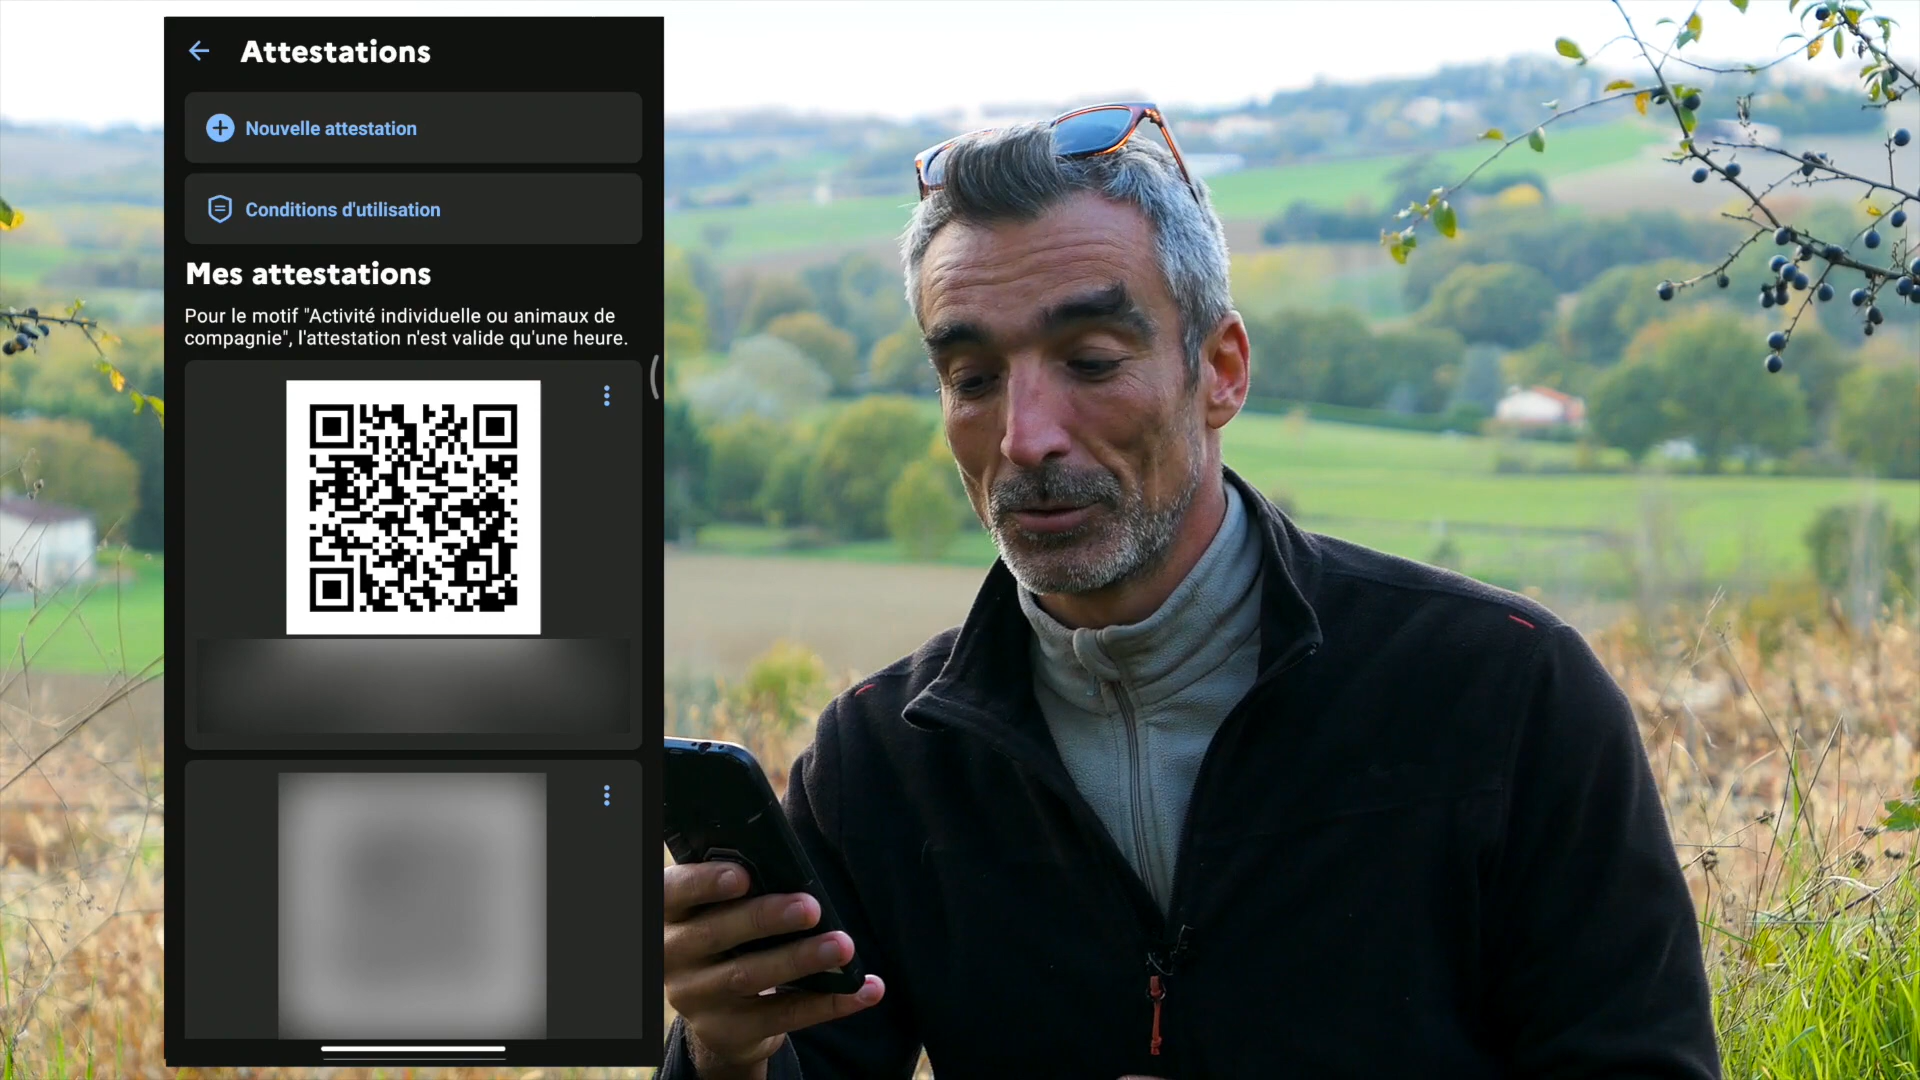 Attestations
Nouvelle attestation
Conditions d'utilisation
Mes attestations
Pour le motif "Activité individuelle ou animaux de
compagnie", l'attestation n'est valide qu'une heure.